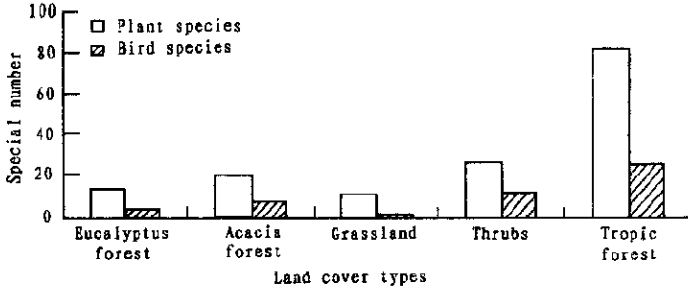 100
80
60
40
20
0
Special number
Plant species
Bird species
Eucalyptus forest
Acacia forest
Grassland
Thrubs
Tropic forest
Land cover types